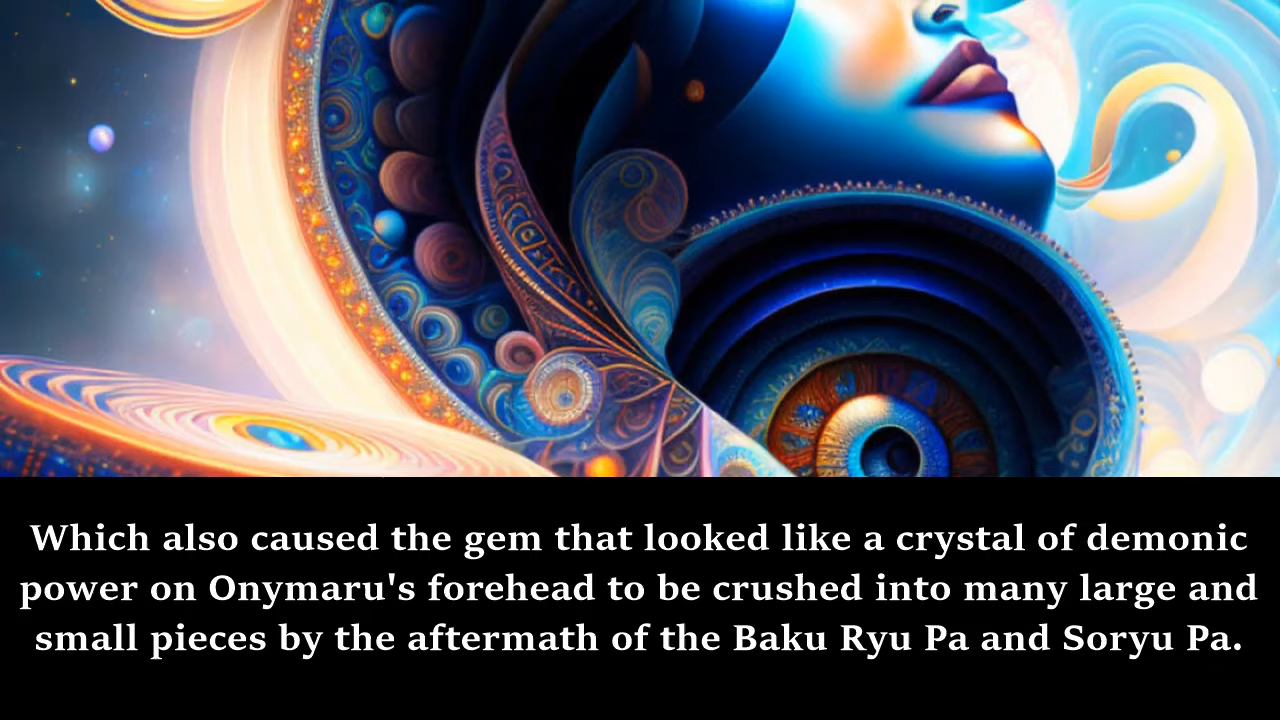 Which also caused the gem that looked like a crystal of demonic
power on Onymaru's forehead to be crushed into many large and
small pieces by the aftermath of the Baku Ryu Pa and Soryu Pa.